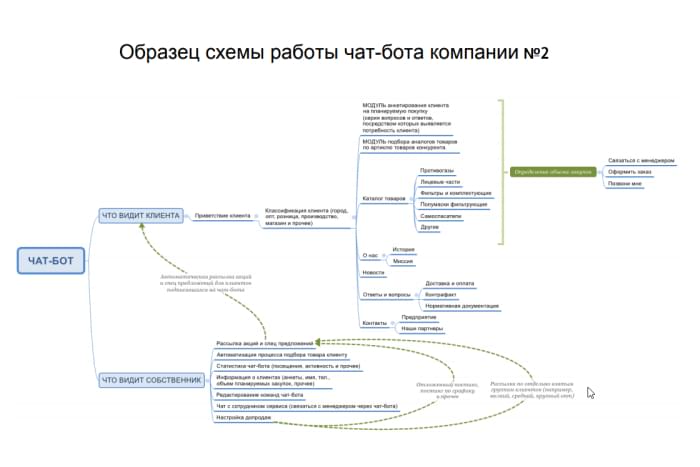 Образец схемы работы чат-бота компании №2
ЧАТ-БОТ
ЧТО ВИДИТ КЛИЕНТА
Приветствие клиента
Классификация клиента (город,
опт, розница, производство,
магазин и прочее)
МОДУЛЬ анкетирования клиента
на планируемую покупку
(серия вопросов и ответов,
посредством которых выявляется
потребность клиента)
МОДУЛЬ подбора аналогов товаров
по артиклю товаров конкурента
Каталог товаров
Противогазы
Лицевые части
Фильтры и комплектующие
Полумаски фильтрующие
Самоспасатели
Другие
Определение объема закупок
Связаться с менеджером
Оформить заказ
Позвони мне
О нас
История
Миссия
Новости
Ответы и вопросы
Доставка и оплата
Контрафакт
Нормативная документация
Контакты
Предприятие
Наши партнеры
Автоматическая рассылка акций
и спец предложений для клиентов
подписавшихся на чат-бота
ЧТО ВИДИТ СОБСТВЕННИК
Рассылка акций и спец предложений
Автоматизация процесса подбора товара клиенту
Статистика чат-бота (посещения, активность и прочее)
Информация о клиентах (анкеты, имя, тел.,
объем планируемых закупок, прочее)
Редактирование команд чат-бота
Чат с сотрудником сервиса (связаться с менеджером через чат-бота)
Настройка допродаж
Отложенный постинг,
постинг по графику
и прочее
Рассылка по отдельно взятым
группам клиентов (например,
мелкий, средний, крупный опт)